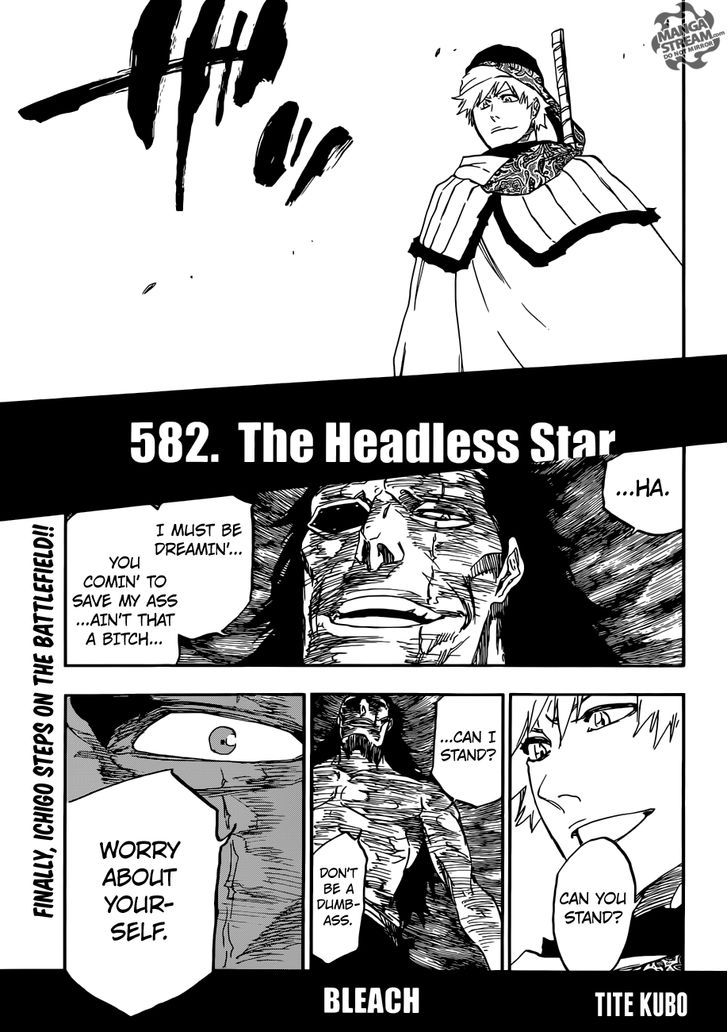 MANGA
STREAM.com
DO NOT MIRROR
582. The Headless Star
...HA.
I MUST BE
DREAMIN'...
YOU
COMIN' TO
SAVE MY ASS
...AIN'T THAT
A BITCH...
FINALLY, ICHIGO STEPS ON THE BATTLEFIELD!!
CAN YOU
STAND?
...CAN I
STAND?
DON'T
BE A
DUMB-
ASS.
WORRY
ABOUT
YOUR-
SELF.
BLEACH
TITE KUBO